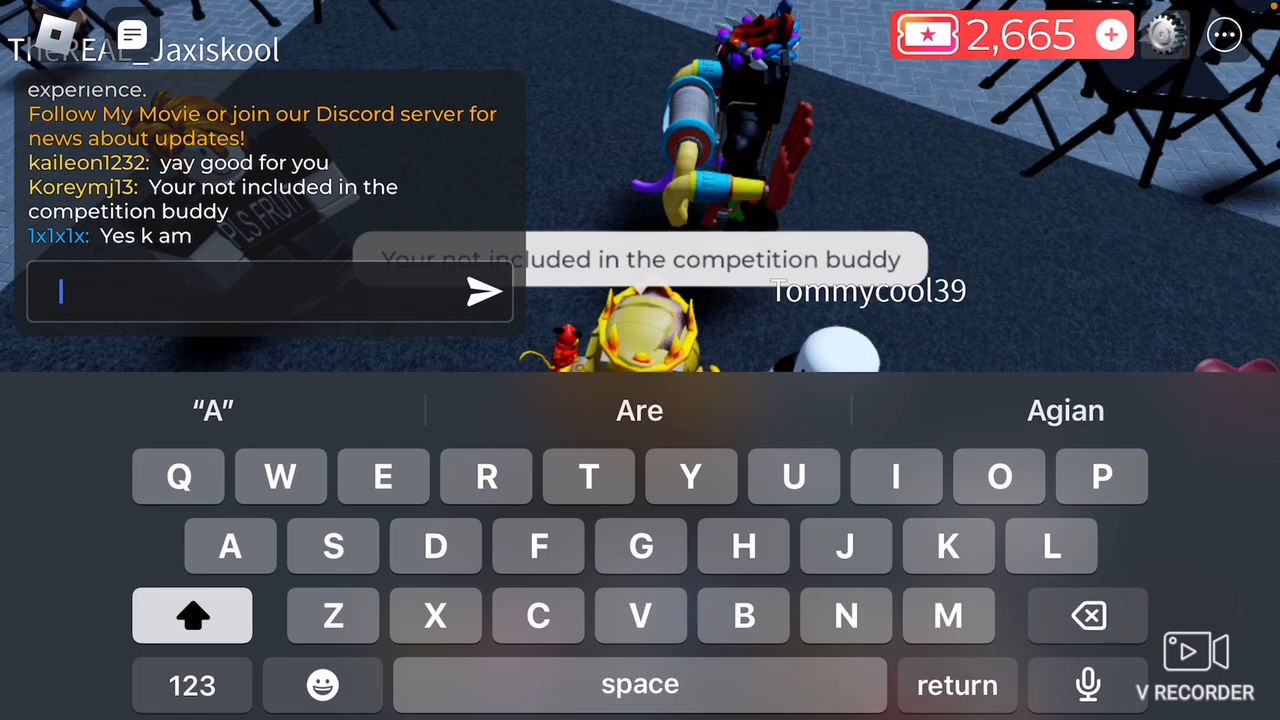 TheREAL_Jaxiskool
2,665
experience.
Follow My Movie or join our Discord server for
news about updates!
kaileon1232: yay good for you
Koreymj13: Your not included in the
competition buddy
1x1x1x: Yes k am
PLS FRUIT
Your not included in the competition buddy
Tommycool39
“A” Are Agian
Q W E R T Y U I O P
A S D F G H J K L
Z X C V B N M
123 space return
V RECORDER